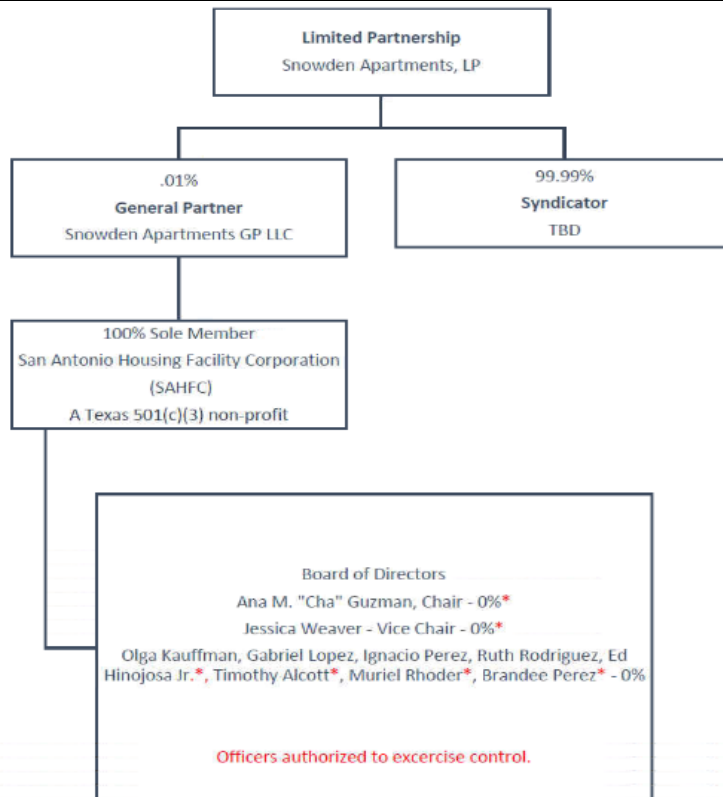 Limited Partnership
Snowden Apartments, LP
.01%
General Partner
Snowden Apartments GP LLC
99.99%
Syndicator
TBD
100% Sole Member
San Antonio Housing Facility Corporation
(SAHFC)
A Texas 501(c)(3) non-profit
Board of Directors
Ana M. "Cha" Guzman, Chair - 0%*
Jessica Weaver - Vice Chair - 0%*
Olga Kauffman, Gabriel Lopez, Ignacio Perez, Ruth Rodriguez, Ed
Hinojosa Jr.*, Timothy Alcott*, Muriel Rhoder*, Brandee Perez* - 0%
Officers authorized to excercise control.